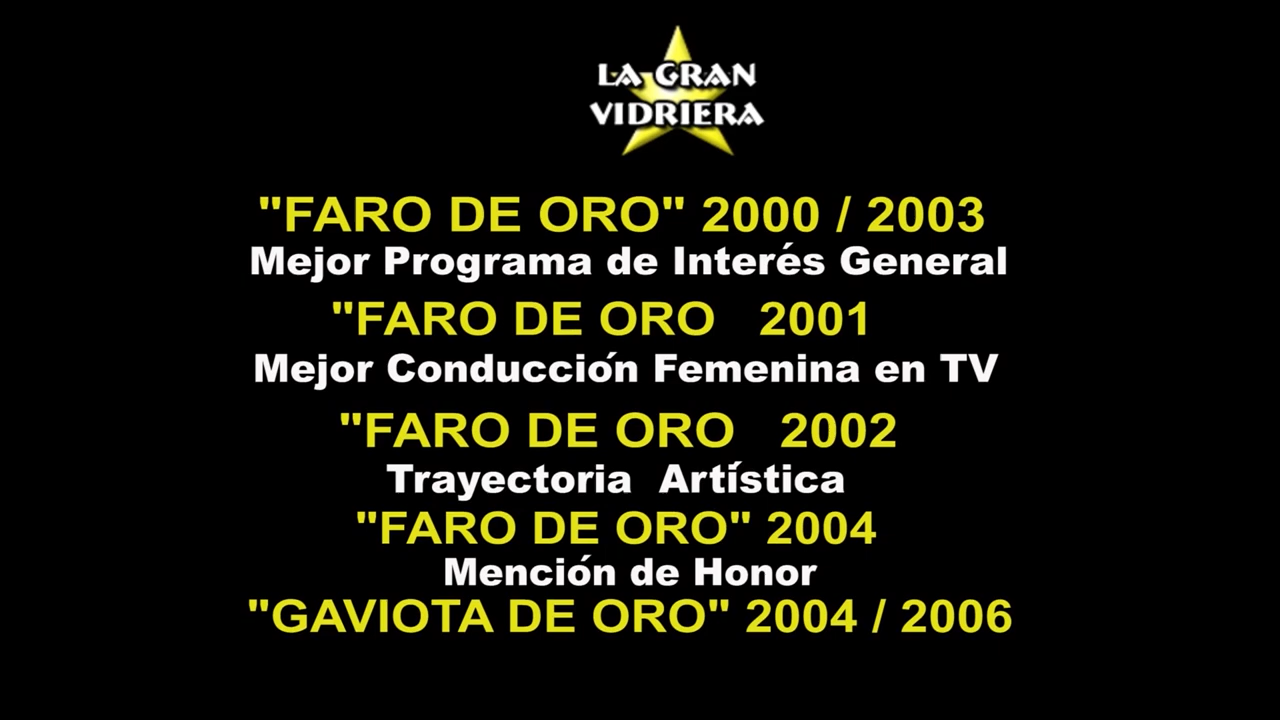 LA GRAN
VIDRIERA
"FARO DE ORO" 2000 / 2003
Mejor Programa de Interés General
"FARO DE ORO 2001
Mejor Conducción Femenina en TV
"FARO DE ORO 2002
Trayectoria Artística
"FARO DE ORO" 2004
Mención de Honor
"GAVIOTA DE ORO" 2004 / 2006